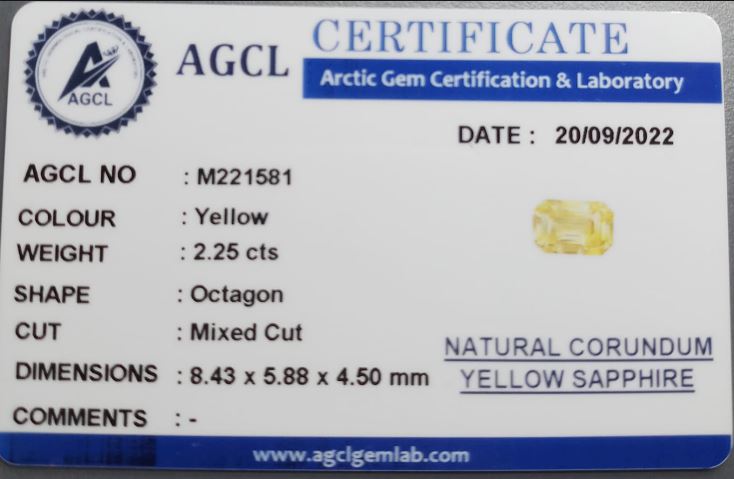 AGCL
AGCL
CERTIFICATE
Arctic Gem Certification & Laboratory
DATE : 20/09/2022
AGCL NO : M221581
COLOUR : Yellow
WEIGHT : 2.25 cts
SHAPE : Octagon
CUT : Mixed Cut
DIMENSIONS : 8.43 x 5.88 x 4.50 mm
COMMENTS : -
NATURAL CORUNDUM
YELLOW SAPPHIRE
www.agclgemlab.com